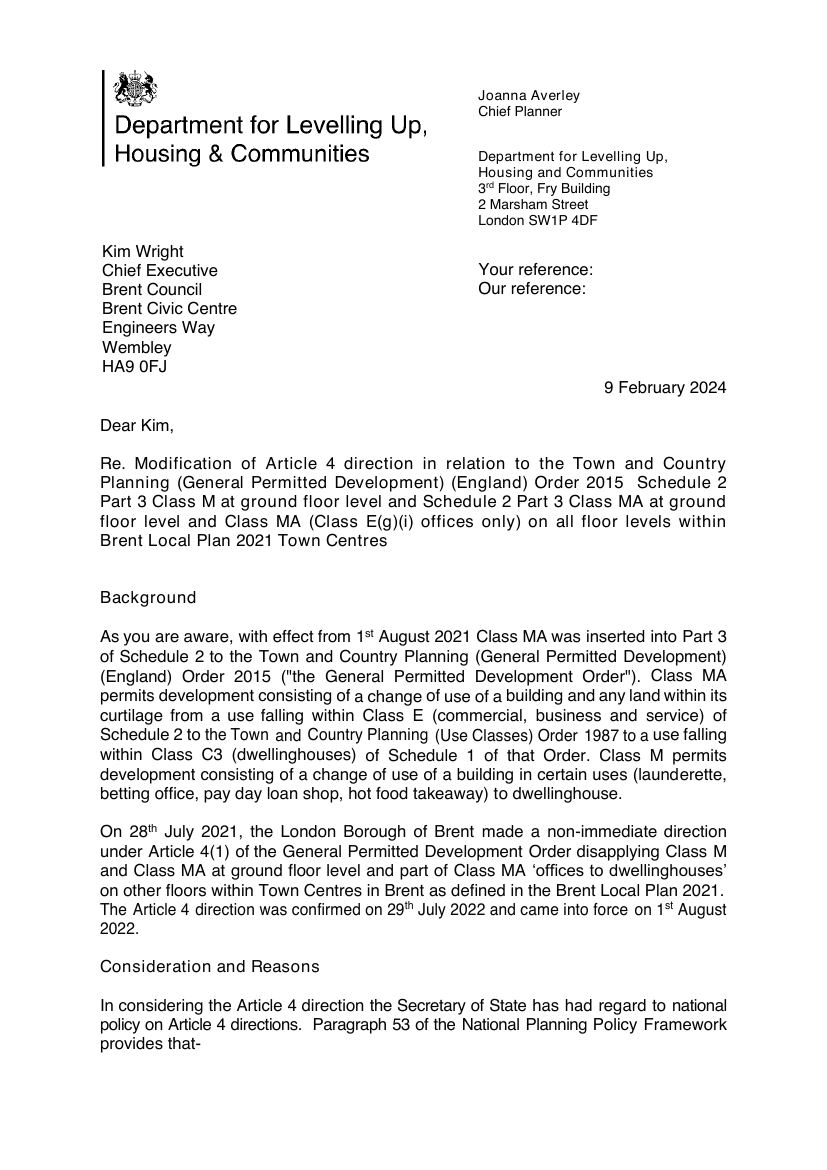 Department for Levelling Up,
Housing & Communities
Joanna Averley
Chief Planner
Department for Levelling Up,
Housing and Communities
3rd Floor, Fry Building
2 Marsham Street
London SW1P 4DF
Kim Wright
Chief Executive
Brent Council
Brent Civic Centre
Engineers Way
Wembley
HA9 0FJ
Your reference:
Our reference:
9 February 2024
Dear Kim,
Re. Modification of Article 4 direction in relation to the Town and Country
Planning (General Permitted Development) (England) Order 2015 Schedule 2
Part 3 Class M at ground floor level and Schedule 2 Part 3 Class MA at ground
floor level and Class MA (Class E(g)(i) offices only) on all floor levels within
Brent Local Plan 2021 Town Centres
Background
As you are aware, with effect from 1st August 2021 Class MA was inserted into Part 3
of Schedule 2 to the Town and Country Planning (General Permitted Development)
(England) Order 2015 ("the General Permitted Development Order"). Class MA
permits development consisting of a change of use of a building and any land within its
curtilage from a use falling within Class E (commercial, business and service) of
Schedule 2 to the Town and Country Planning (Use Classes) Order 1987 to a use falling
within Class C3 (dwellinghouses) of Schedule 1 of that Order. Class M permits
development consisting of a change of use of a building in certain uses (launderette,
betting office, pay day loan shop, hot food takeaway) to dwellinghouse.
On 28th July 2021, the London Borough of Brent made a non-immediate direction
under Article 4(1) of the General Permitted Development Order disapplying Class M
and Class MA at ground floor level and part of Class MA ‘offices to dwellinghouses’
on other floors within Town Centres in Brent as defined in the Brent Local Plan 2021.
The Article 4 direction was confirmed on 29th July 2022 and came into force on 1st August
2022.
Consideration and Reasons
In considering the Article 4 direction the Secretary of State has had regard to national
policy on Article 4 directions. Paragraph 53 of the National Planning Policy Framework
provides that-